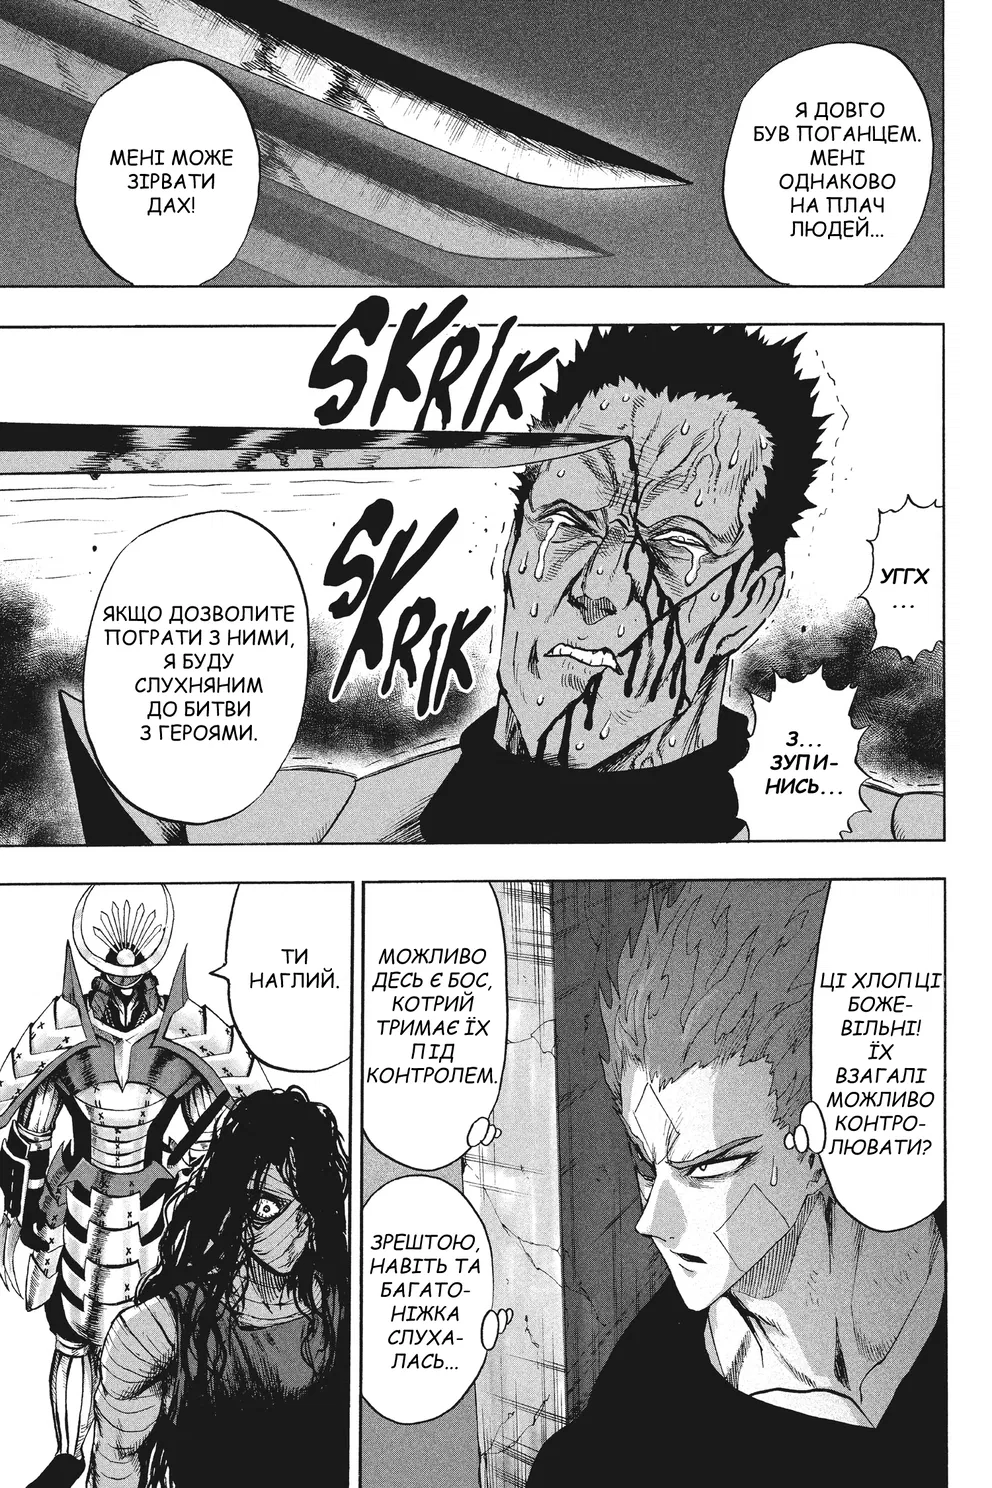 Я ДОВГО
БУВ ПОГАНЦЕМ.
МЕНІ
ОДНАКОВО
НА ПЛАЧ
ЛЮДЕЙ...
МЕНІ МОЖЕ
ЗІРВАТИ
ДАХ!
SKRIK
УГГХ
...
SKRIK
З...
ЗУПИ-
НИСЬ...
ЯКЩО ДОЗВОЛИТЕ
ПОГРАТИ З НИМИ,
Я БУДУ
СЛУХНЯНИМ
ДО БИТВИ
З ГЕРОЯМИ.
ЦІ ХЛОПЦІ
БОЖЕ-
ВІЛЬНІ!
ЇХ
ВЗАГАЛІ
МОЖЛИВО
КОНТРО-
ЛЮВАТИ?
МОЖЛИВО
ДЕСЬ Є БОС,
КОТРИЙ
ТРИМАЄ ЇХ
ПІД
КОНТРОЛЕМ.
ЗРЕШТОЮ,
НАВІТЬ ТА
БАГАТО-
НІЖКА
СЛУХА-
ЛАСЬ...
ТИ
НАГЛИЙ.